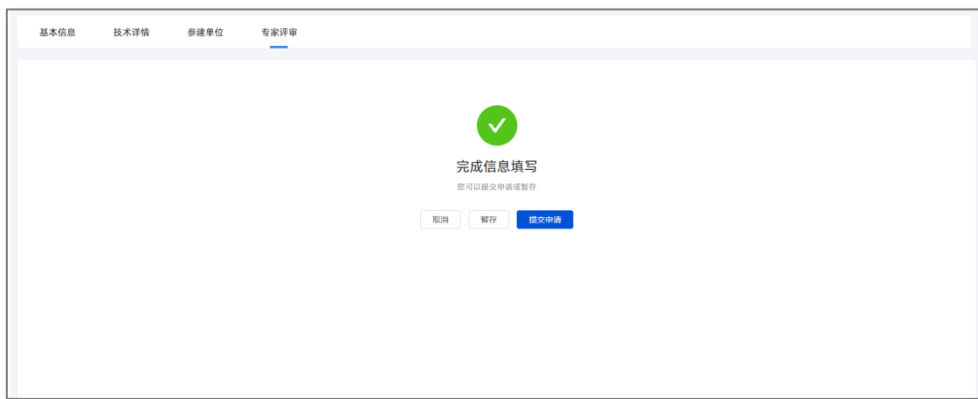 基本信息 技术详情 参建单位 专家评审
完成信息填写
您可以提交申请或暂存
取消 暂存 提交申请